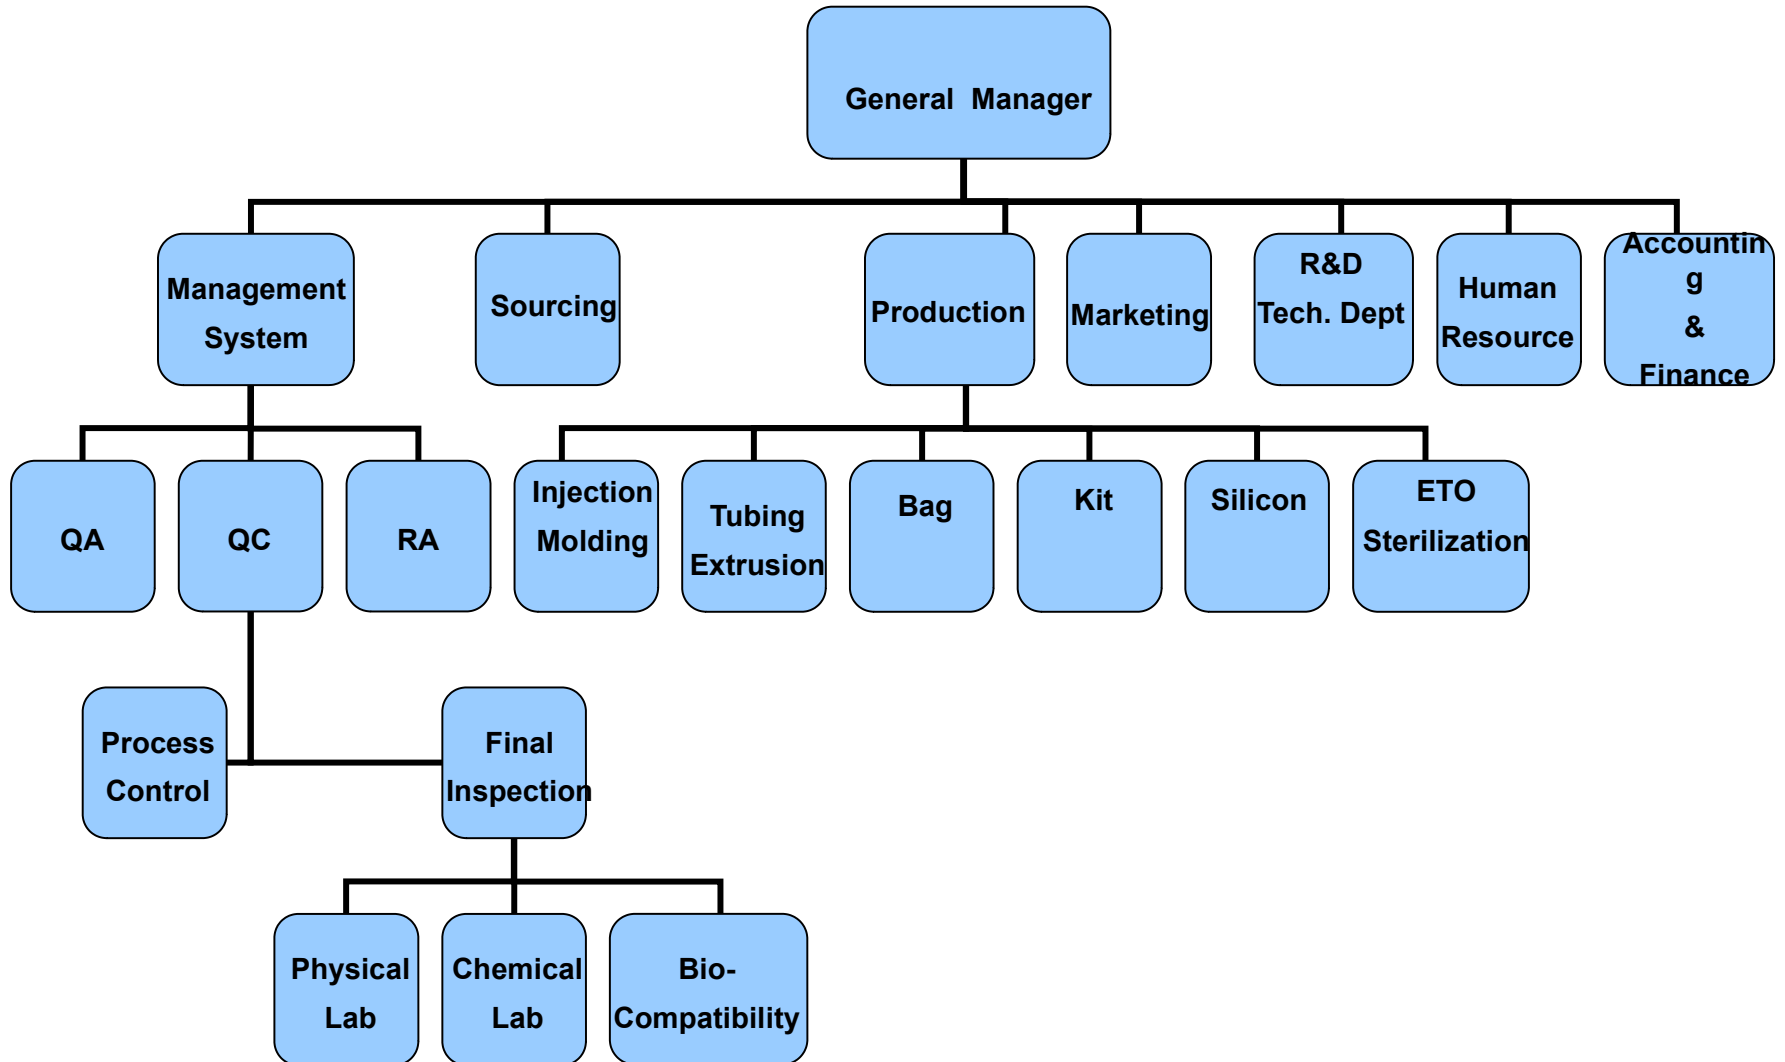 General  Manager
Management
System
Sourcing
Production
Marketing
R&D
Tech. Dept
Human
Resource
Accountin
g
&
Finance
QA
QC
RA
Injection
Molding
Tubing
Extrusion
Bag
Kit
Silicon
ETO
Sterilization
Process
Control
Final
Inspection
Physical
Lab
Chemical
Lab
Bio-
Compatibility